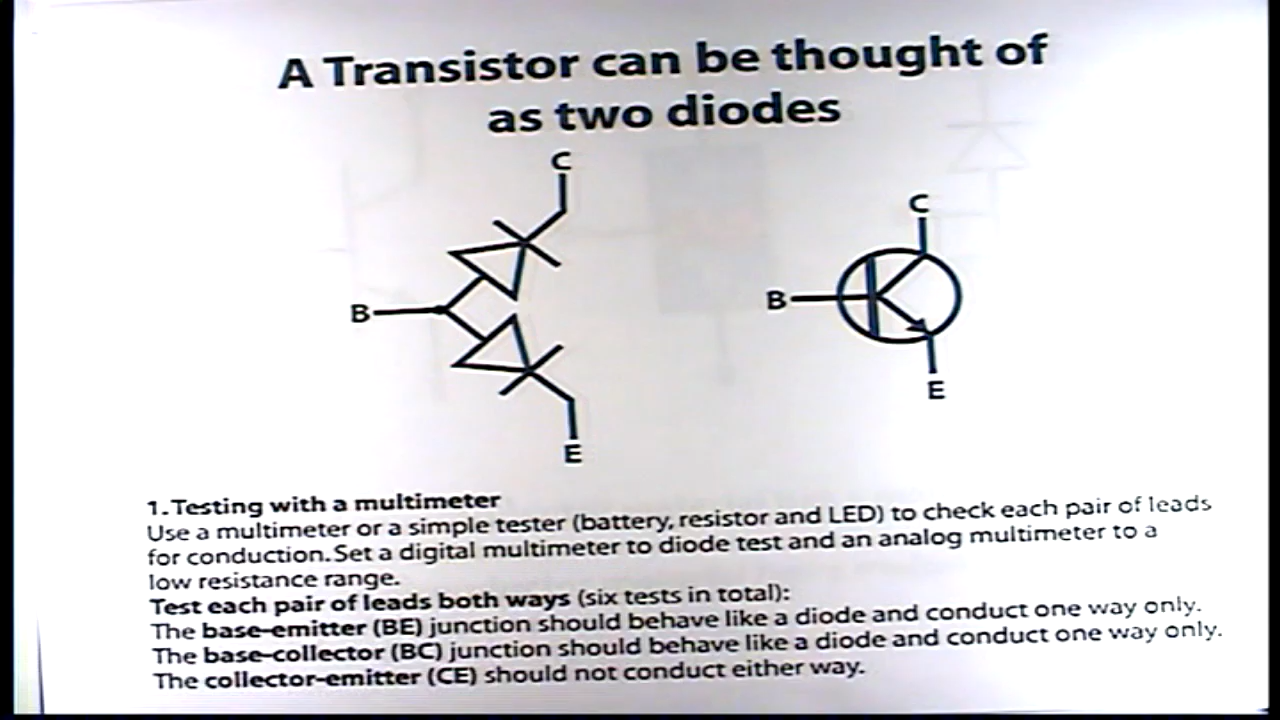 A Transistor can be thought of
as two diodes
C
B
E
C
B
E
1. Testing with a multimeter
Use a multimeter or a simple tester (battery, resistor and LED) to check each pair of leads
for conduction. Set a digital multimeter to diode test and an analog multimeter to a
low resistance range.
Test each pair of leads both ways (six tests in total):
The base-emitter (BE) junction should behave like a diode and conduct one way only.
The base-collector (BC) junction should behave like a diode and conduct one way only.
The collector-emitter (CE) should not conduct either way.